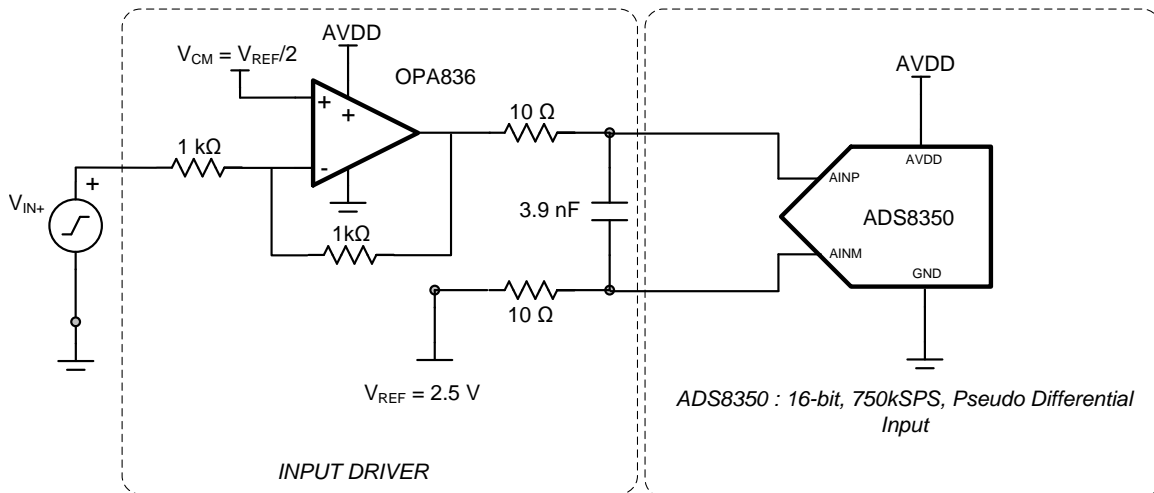 AVDD
V_CM = V_REF/2
OPA836
+
+
-
1 kΩ
10 Ω
1kΩ
3.9 nF
V_IN+
+
10 Ω
V_REF = 2.5 V
INPUT DRIVER
AVDD
AVDD
AINP
ADS8350
AINM
GND
ADS8350 : 16-bit, 750kSPS, Pseudo Differential
Input